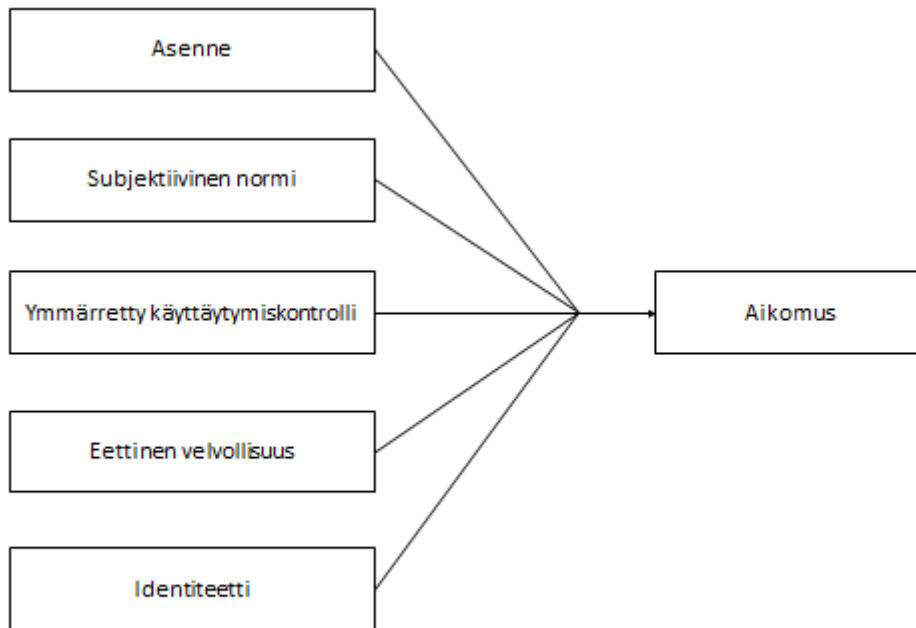 Asenne
Subjektiivinen normi
Ymmärretty käyttäytymiskontrolli
Aikomus
Eettinen velvollisuus
Identiteetti